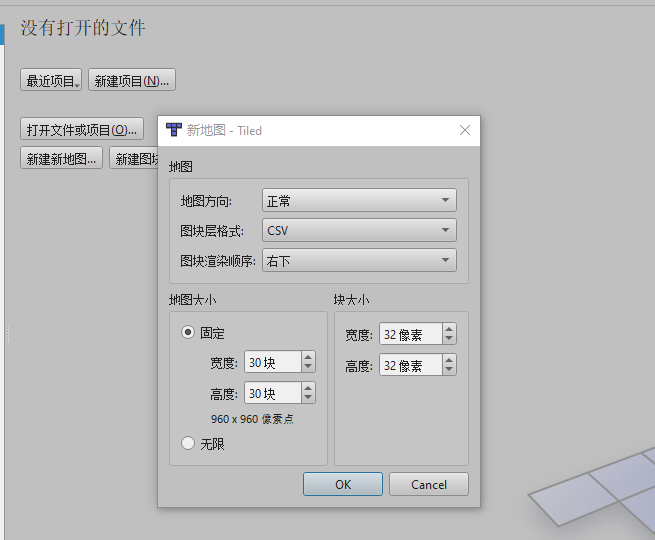 没有打开的文件
最近项目 新建项目(N)...
打开文件或项目(O)...
新建新地图... 新建图块
新地图 - Tiled
地图
地图方向: 正常
图块层格式: CSV
图块渲染顺序: 右下
地图大小 块大小
固定
宽度: 30 块
高度: 30 块
960 x 960 像素点
无限
宽度: 32 像素
高度: 32 像素
OK Cancel